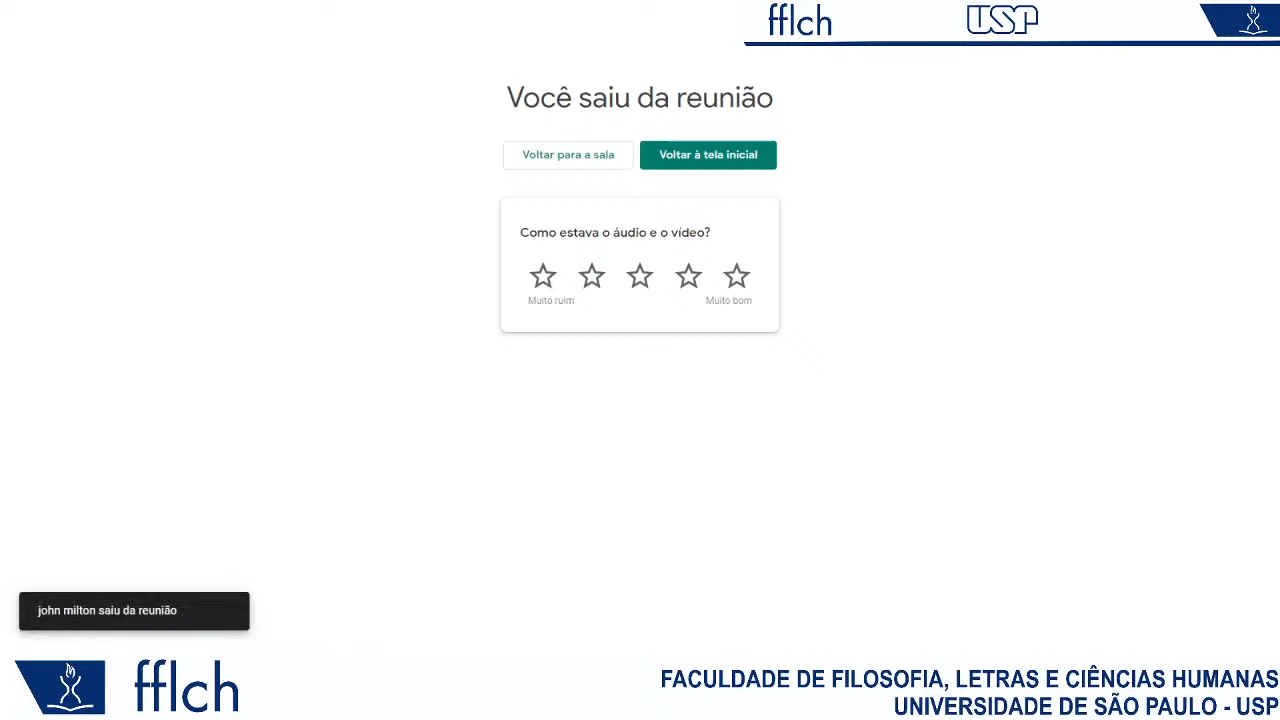 fflch
USP
Você saiu da reunião
Voltar para a sala
Voltar à tela inicial
Como estava o áudio e o vídeo?
Muito ruim
Muito bom
john milton saiu da reunião
fflch
FACULDADE DE FILOSOFIA, LETRAS E CIÊNCIAS HUMANAS
UNIVERSIDADE DE SÃO PAULO - USP